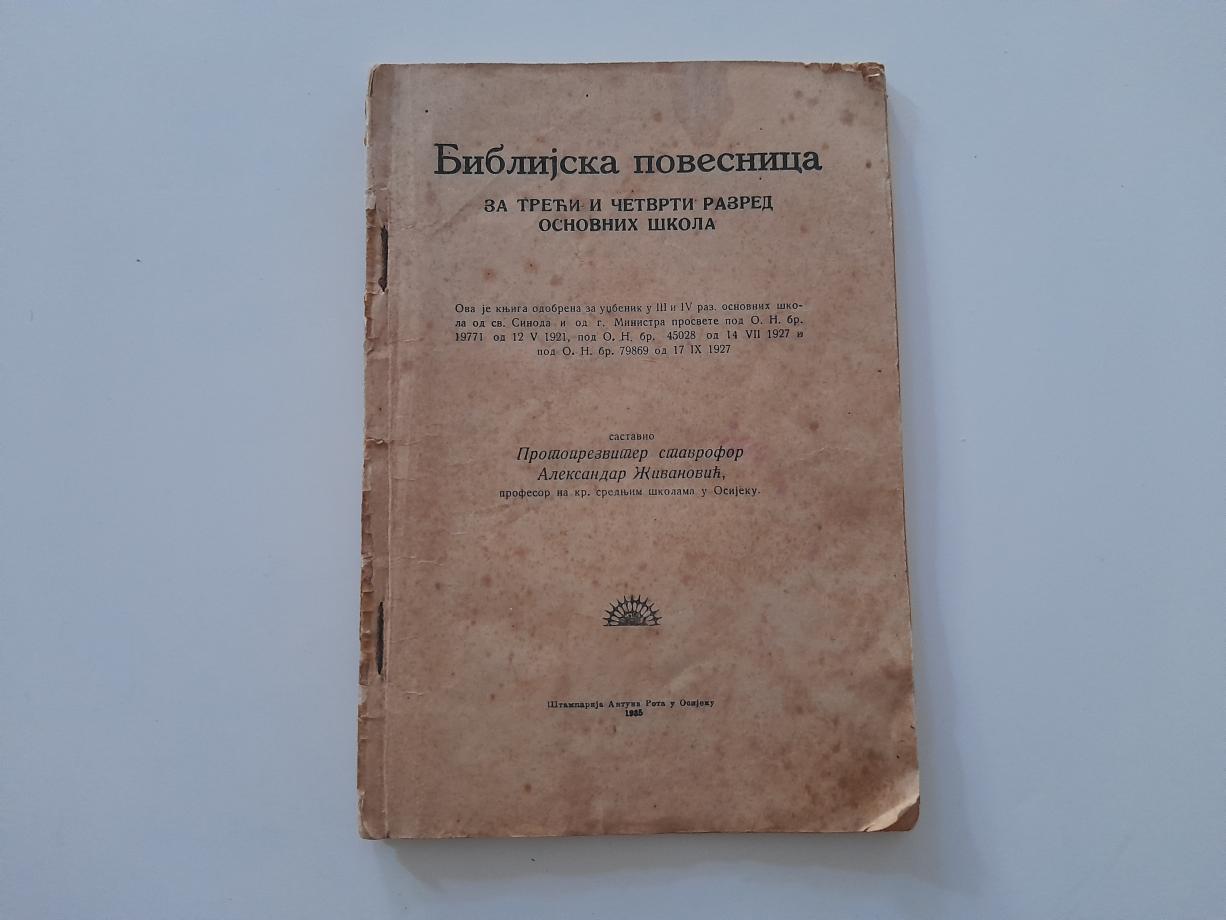 Библијска повесница
ЗА ТРЕЋИ И ЧЕТВРТИ РАЗРЕД
ОСНОВНИХ ШКОЛА
Ова је књига одобрена за уџбеник у III и IV раз. основних шко-
ла од св. Синода и од г. Министра просвете под О. Н. бр.
19771 од 12 V 1921, под О. Н. бр. 45028 од 14 VII 1927 и
под О. Н. бр. 79869 од 17 IX 1927
саставио
Протопрезвитер ставрофор
Александар Живановић,
професор на кр. средњим школама у Осијеку.
Штампарија Антуна Рота у Осијеку
1935